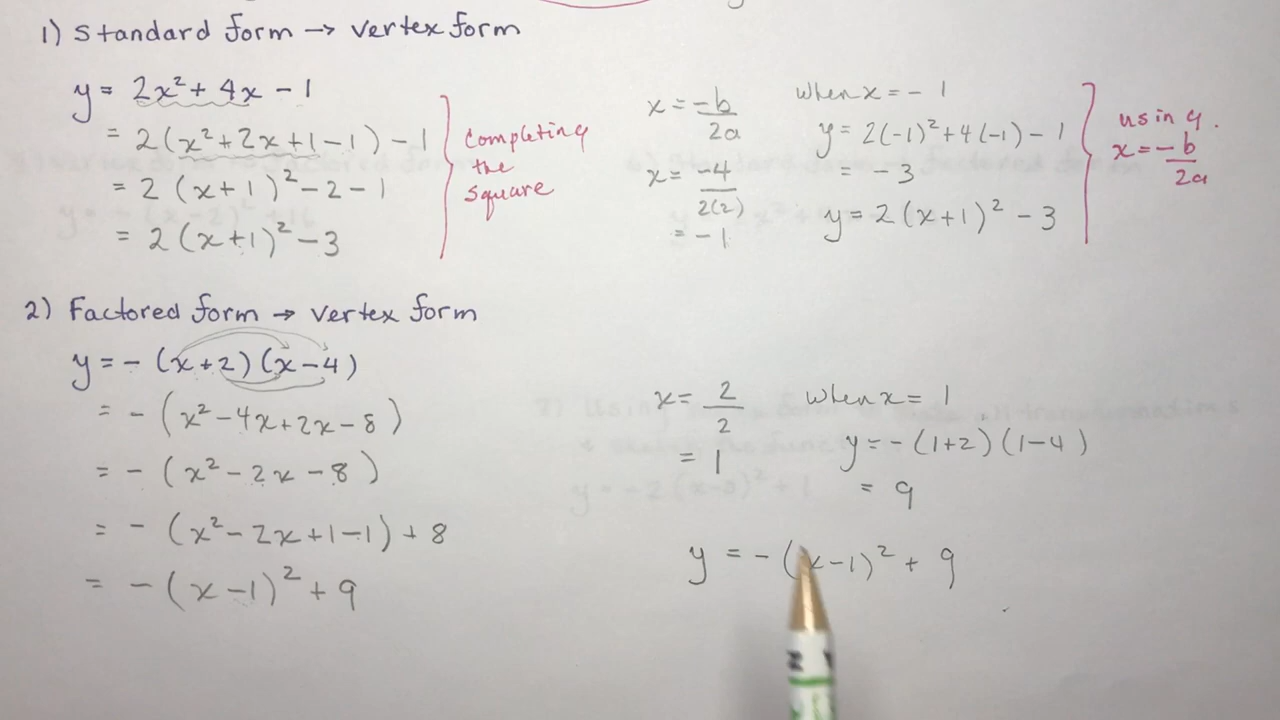 1) Standard form → vertex form
y = 2x² + 4x - 1
= 2(x² + 2x + 1 - 1) - 1
= 2 (x+1)² - 2 - 1
= 2(x+1)² - 3
completing
the
square
x = -b/2a
x = -4/2(2)
= -1
when x = -1
y = 2(-1)² + 4(-1) - 1
= -3
y = 2(x+1)² - 3
using
x = -b/2a
2) Factored form → vertex form
y = - (x+2)(x-4)
= - (x² - 4x + 2x - 8)
= - (x² - 2x - 8)
= - (x² - 2x + 1 - 1) + 8
= - (x-1)² + 9
x = 2/2
= 1
when x = 1
y = - (1+2)(1-4)
= 9
y = - (x-1)² + 9